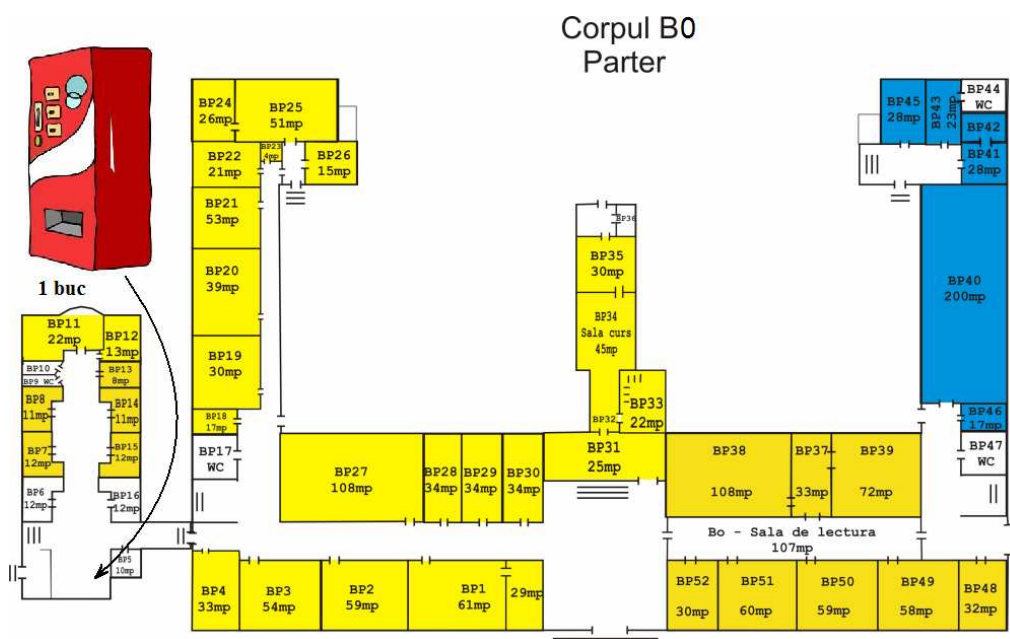 Corpul B0
Parter
1 buc
BP24
26mp
BP25
51mp
BP22
21mp
BP23
4mp
BP26
15mp
BP21
53mp
BP20
39mp
BP19
30mp
BP18
17mp
BP17
WC
BP11
22mp
BP12
13mp
BP10
BP9 WC
BP13
8mp
BP8
11mp
BP14
11mp
BP7
12mp
BP15
12mp
BP6
12mp
BP16
12mp
BP5
10mp
BP27
108mp
BP28
34mp
BP29
34mp
BP30
34mp
BP31
25mp
BP32
BP33
22mp
BP34
Sala curs
45mp
BP35
30mp
BP36
BP38
108mp
BP37
33mp
BP39
72mp
Bo - Sala de lectura
107mp
BP45
28mp
BP43
23mp
BP44
WC
BP42
BP41
28mp
BP40
200mp
BP46
17mp
BP47
WC
BP4
33mp
BP3
54mp
BP2
59mp
BP1
61mp
29mp
BP52
30mp
BP51
60mp
BP50
59mp
BP49
58mp
BP48
32mp